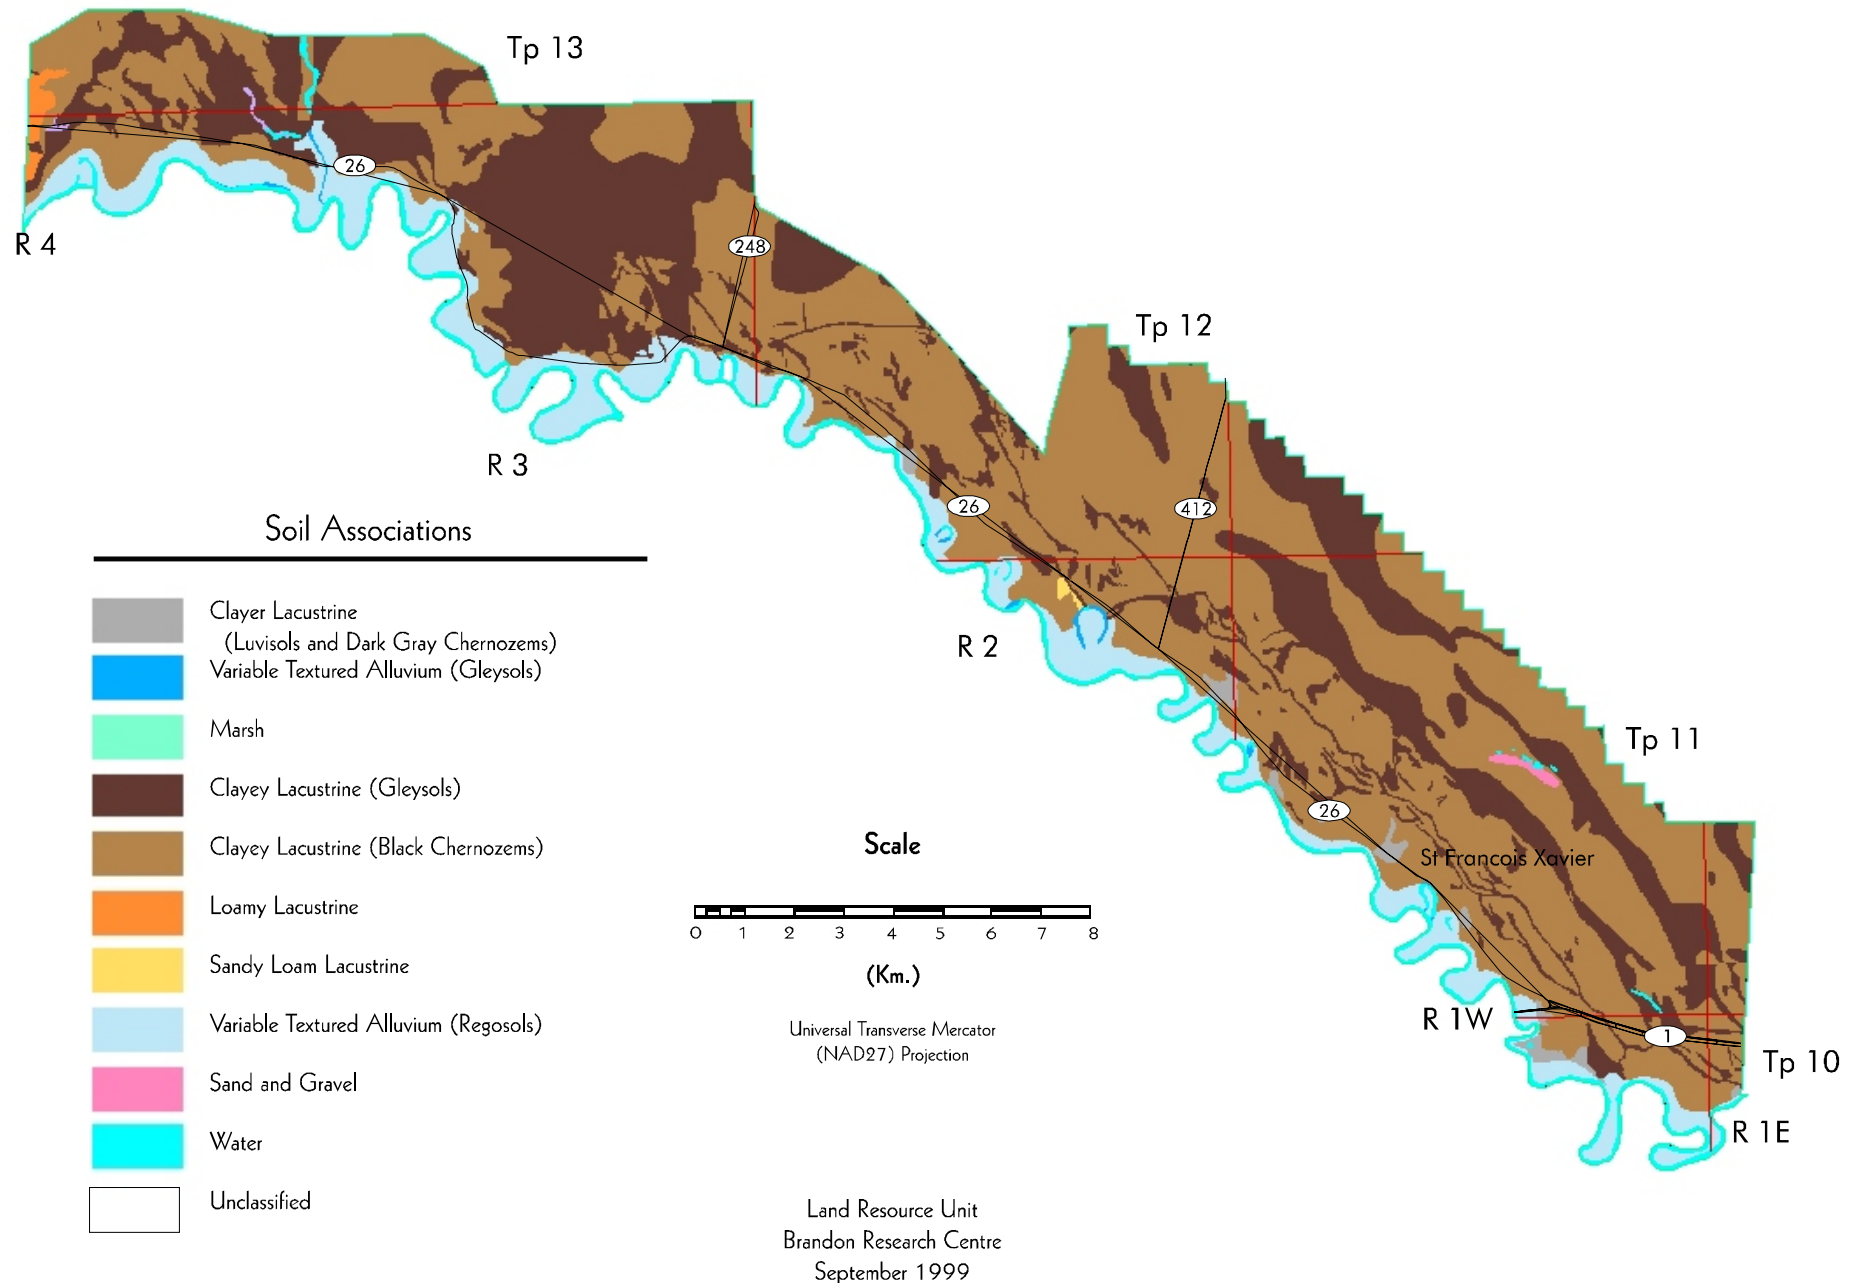 Tp 13
26
R 4
248
Tp 12
R 3
26
412
Soil Associations
Clayer Lacustrine
(Luvisols and Dark Gray Chernozems)
Variable Textured Alluvium (Gleysols)
Marsh
Clayey Lacustrine (Gleysols)
Clayey Lacustrine (Black Chernozems)
Loamy Lacustrine
Sandy Loam Lacustrine
Variable Textured Alluvium (Regosols)
Sand and Gravel
Water
Unclassified
R 2
Tp 11
26
St Francois Xavier
Scale
0 1 2 3 4 5 6 7 8
(Km.)
Universal Transverse Mercator
(NAD27) Projection
R 1W
1
Tp 10
R 1E
Land Resource Unit
Brandon Research Centre
September 1999